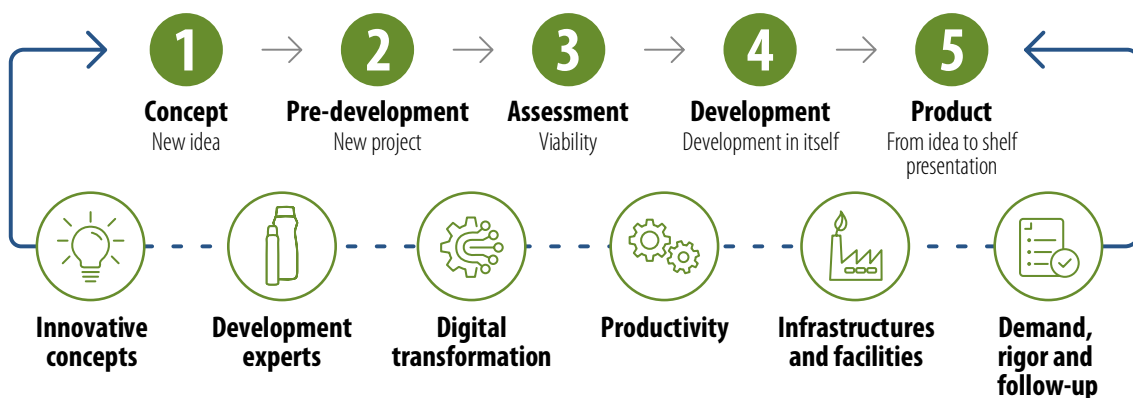 1
2
3
4
5
Concept
New idea
Pre-development
New project
Assessment
Viability
Development
Development in itself
Product
From idea to shelf
presentation
Innovative
concepts
Development
experts
Digital
transformation
Productivity
Infrastructures
and facilities
Demand,
rigor and
follow-up